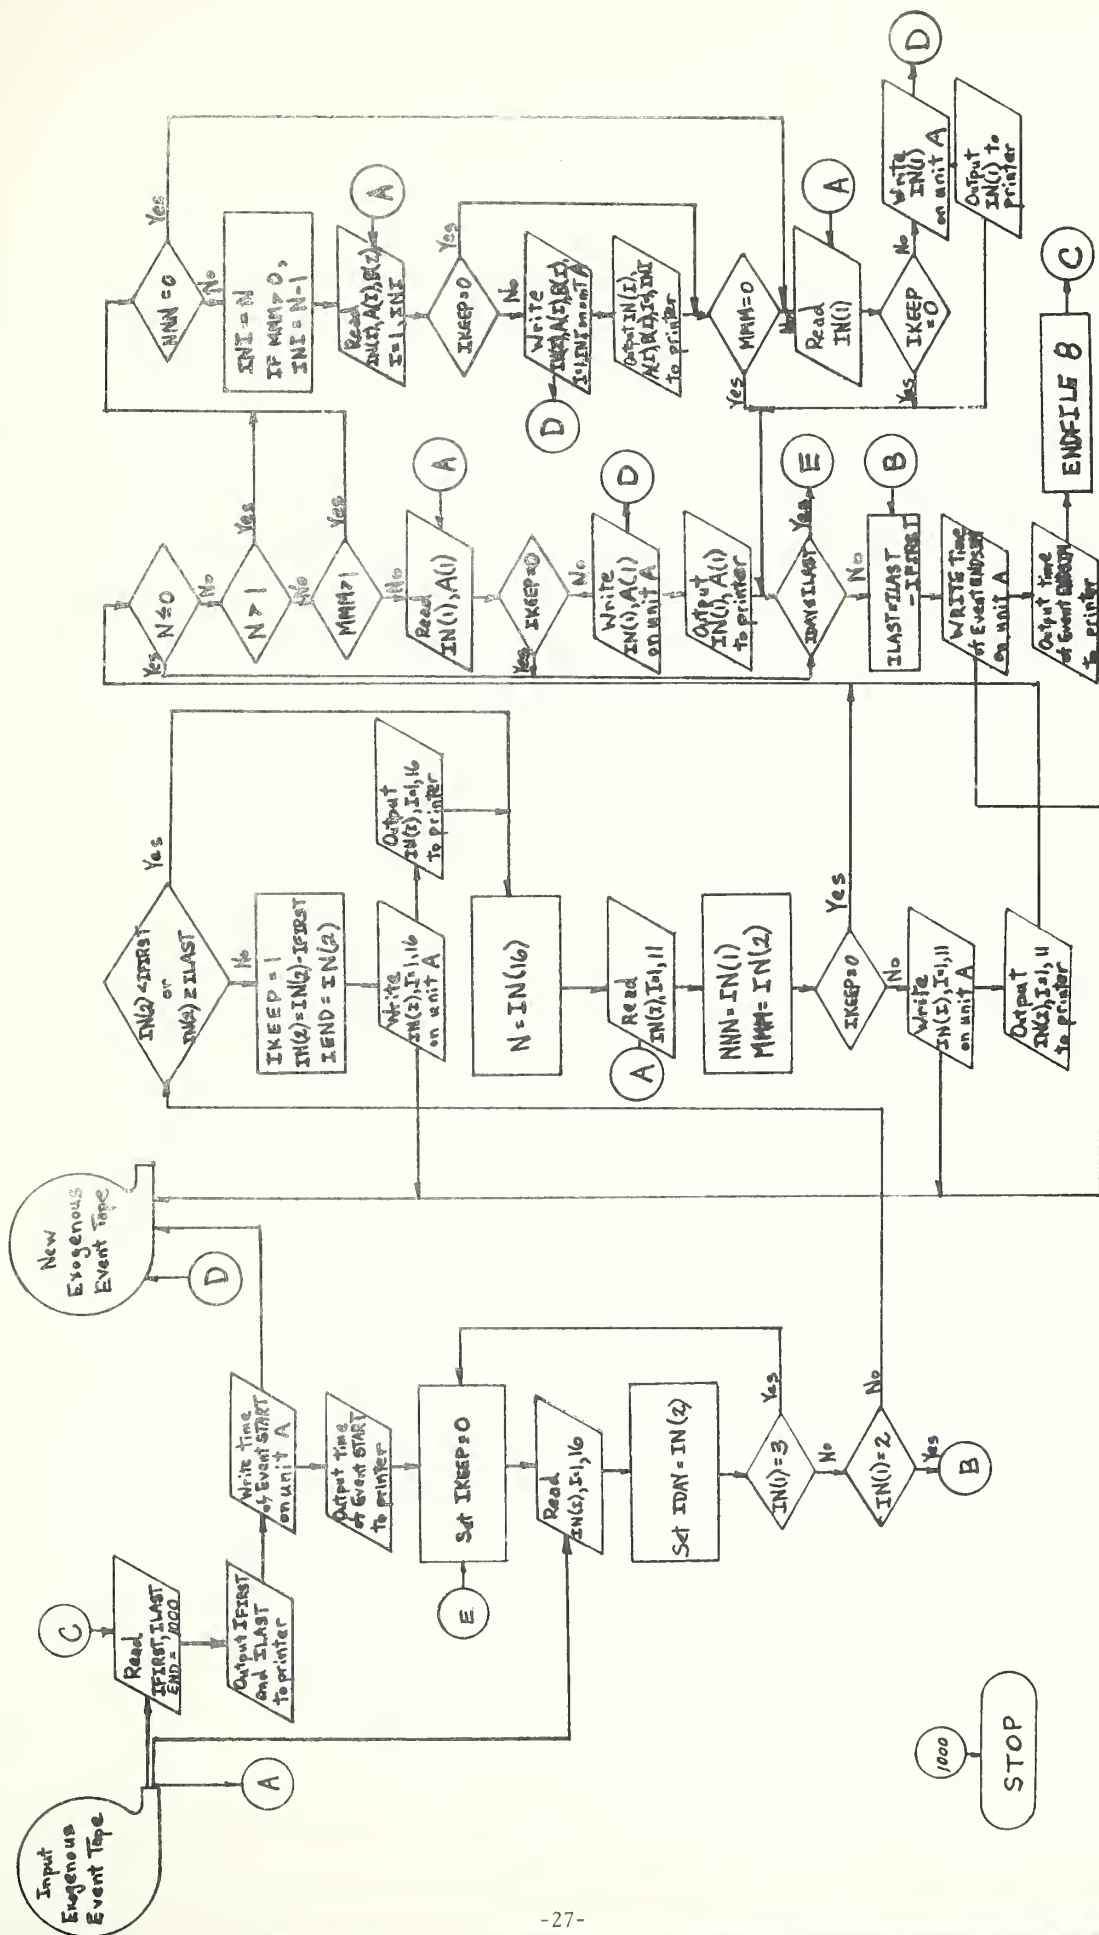 Input
Exogenous
Event Tape
A
C
Read
IFIRST, ILAST
END = 1000
Output IFIRST
and ILAST
to printer
Write time
of Event START
on unit A
Output time
of Event START
to printer
E
Set IKEEP=0
Read
IN(I), I=1,16
Set IDAY=IN(2)
IN(1)=3
Yes
No
IN(1)=2
No
Yes
B
1000
STOP
New
Exogenous
Event Tape
D
IN(2)<IFIRST
or
IN(2)≥ILAST
Yes
No
IKEEP=1
IN(2)=IN(2)-IFIRST
IEND=IN(2)
Write
IN(I), I=1,16
on unit A
Output
IN(I), I=1,16
to printer
N=IN(16)
Read
IN(I), I=1,11
A
NNN=IN(1)
MMM=IN(2)
IKEEP=0
Yes
No
Write
IN(I), I=1,11
on unit A
Output
IN(I), I=1,11
to printer
N≤0
Yes
No
N>1
Yes
No
MMM>1
Yes
No
Read
IN(1), A(1)
A
IKEEP=0
Yes
No
Write
IN(1), A(1)
on unit A
D
Output
IN(1), A(1)
to printer
IDAY≤ILAST
Yes
E
No
ILAST=ILAST
-IFIRST
B
WRITE Time
of Event
on unit A
Output time
of Event
to printer
ENDFILE 8
C
NNN=0
Yes
No
INI=N
IF MMM>0,
INI=N-1
Read
IN(I), A(I), B(I),
I=1, INI
A
IKEEP=0
Yes
No
Write
IN(I), A(I), B(I),
I=1, INI on unit A
D
Output IN(I),
A(I), B(I), I=1, INI
to printer
MMM=0
Yes
No
Read
IN(1)
A
IKEEP
=0
Yes
No
Write
IN(1)
on unit A
D
Output
IN(1) to
printer
-27-